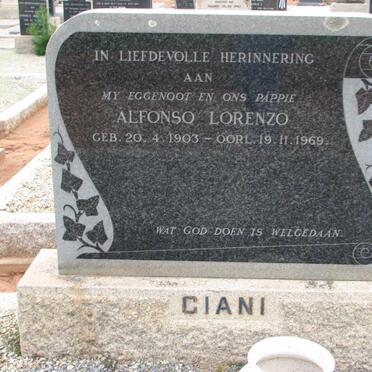 IN LIEFDEVOLLE HERINNERING
AAN
MY EGGENOOT EN ONS PAPPIE
ALFONSO LORENZO
GEB. 20. 4. 1903 – OORL. 19. 11. 1969.
WAT GOD DOEN IS WELGEDAAN.
CIANI